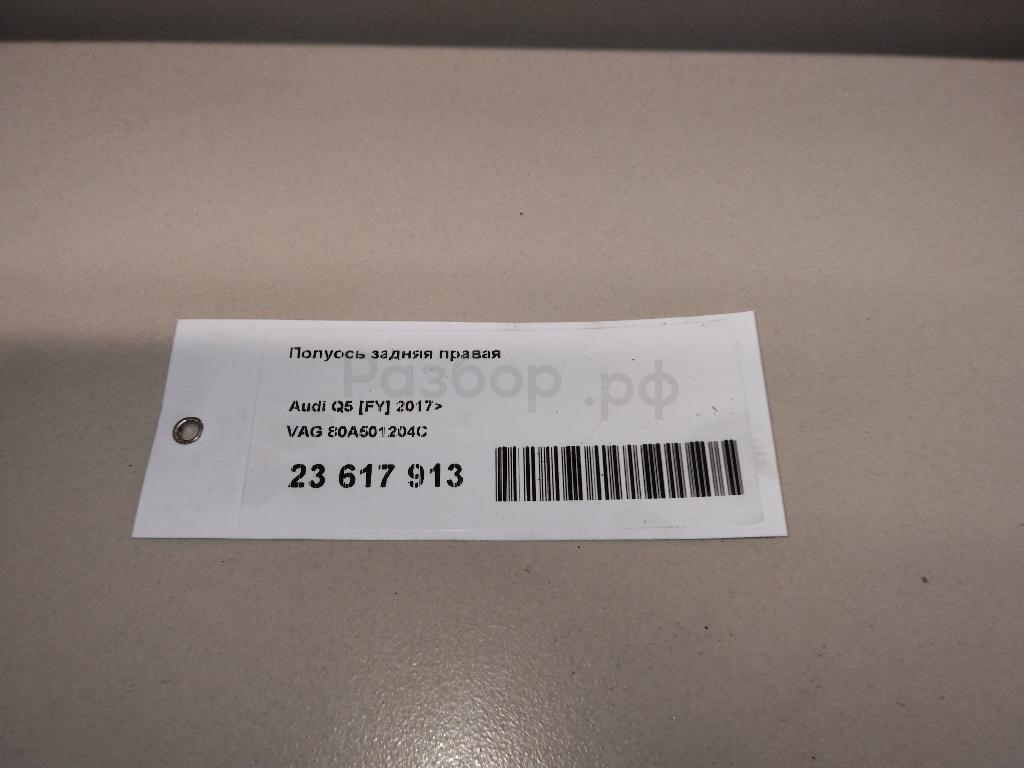 Полуось задняя правая
Разбор.рф
Audi Q5 [FY] 2017>
VAG 80A501204C
23 617 913